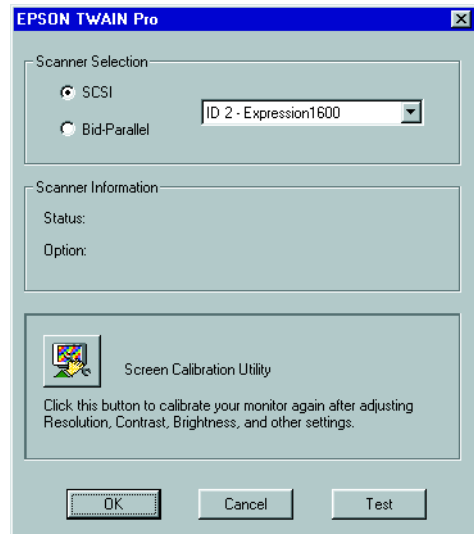 EPSON TWAIN Pro
Scanner Selection
SCSI
ID 2 - Expression1600
Bid-Parallel
Scanner Information
Status:
Option:
Screen Calibration Utility
Click this button to calibrate your monitor again after adjusting
Resolution, Contrast, Brightness, and other settings.
OK
Cancel
Test